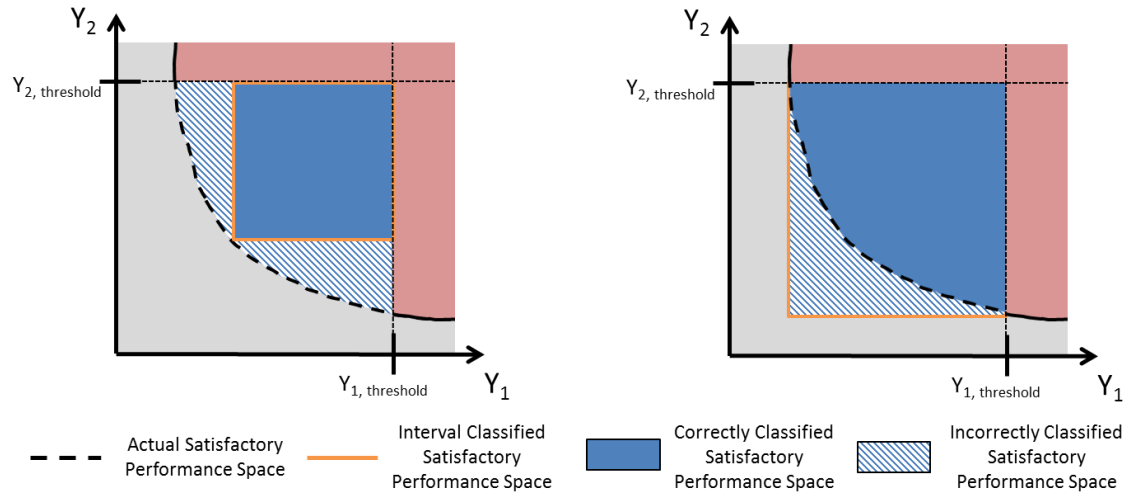 Y2
Y2, threshold
Y1, threshold
Y1
Y2
Y2, threshold
Y1, threshold
Y1
Actual Satisfactory
Performance Space
Interval Classified
Satisfactory
Performance Space
Correctly Classified
Satisfactory
Performance Space
Incorrectly Classified
Satisfactory
Performance Space